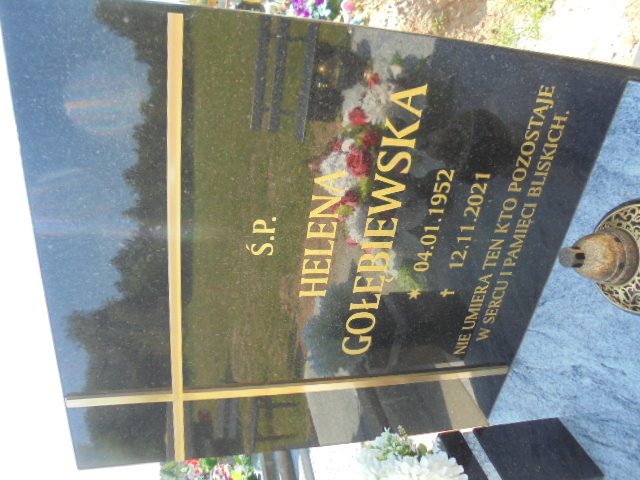 Ś.P.
HELENA
GOŁĘBIEWSKA
* 04.01.1952
† 12.11.2021
NIE UMIERA TEN KTO POZOSTAJE
W SERCU I PAMIĘCI BLISKICH.